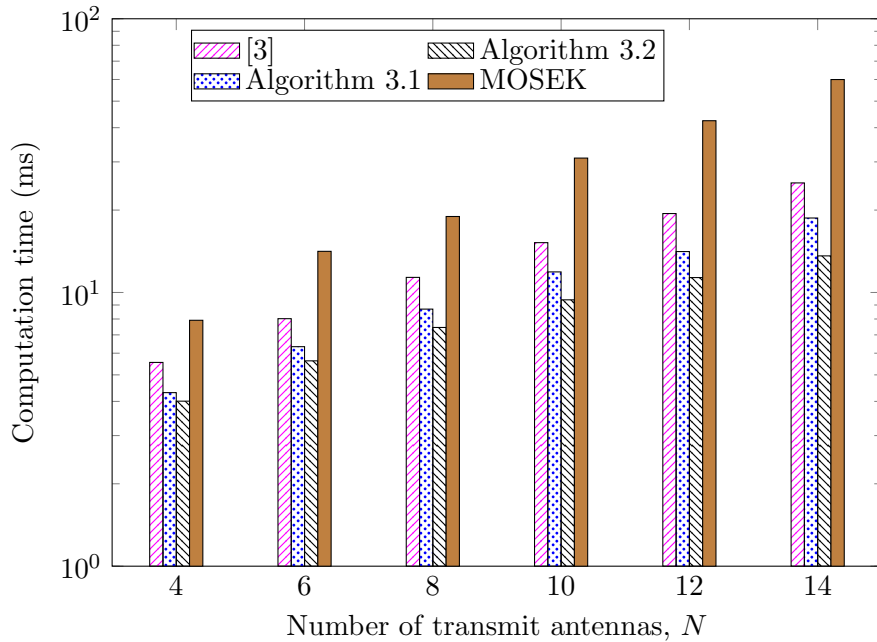 10^2
[3]
Algorithm 3.2
Algorithm 3.1
MOSEK
Computation time (ms)
10^1
10^0
4
6
8
10
12
14
Number of transmit antennas, N